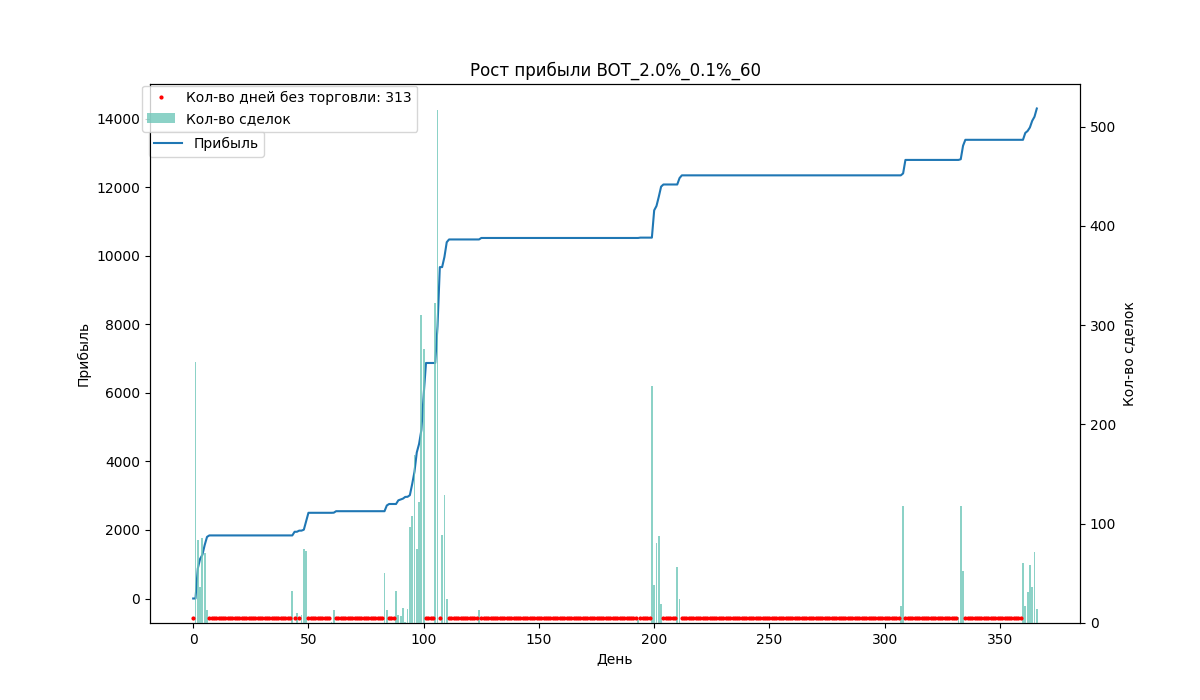 Рост прибыли BOT_2.0%_0.1%_60
Кол-во дней без торговли: 313
Кол-во сделок
Прибыль
14000
12000
10000
8000
6000
4000
2000
0
Прибыль
500
400
300
200
100
0
Кол-во сделок
0 50 100 150 200 250 300 350
День